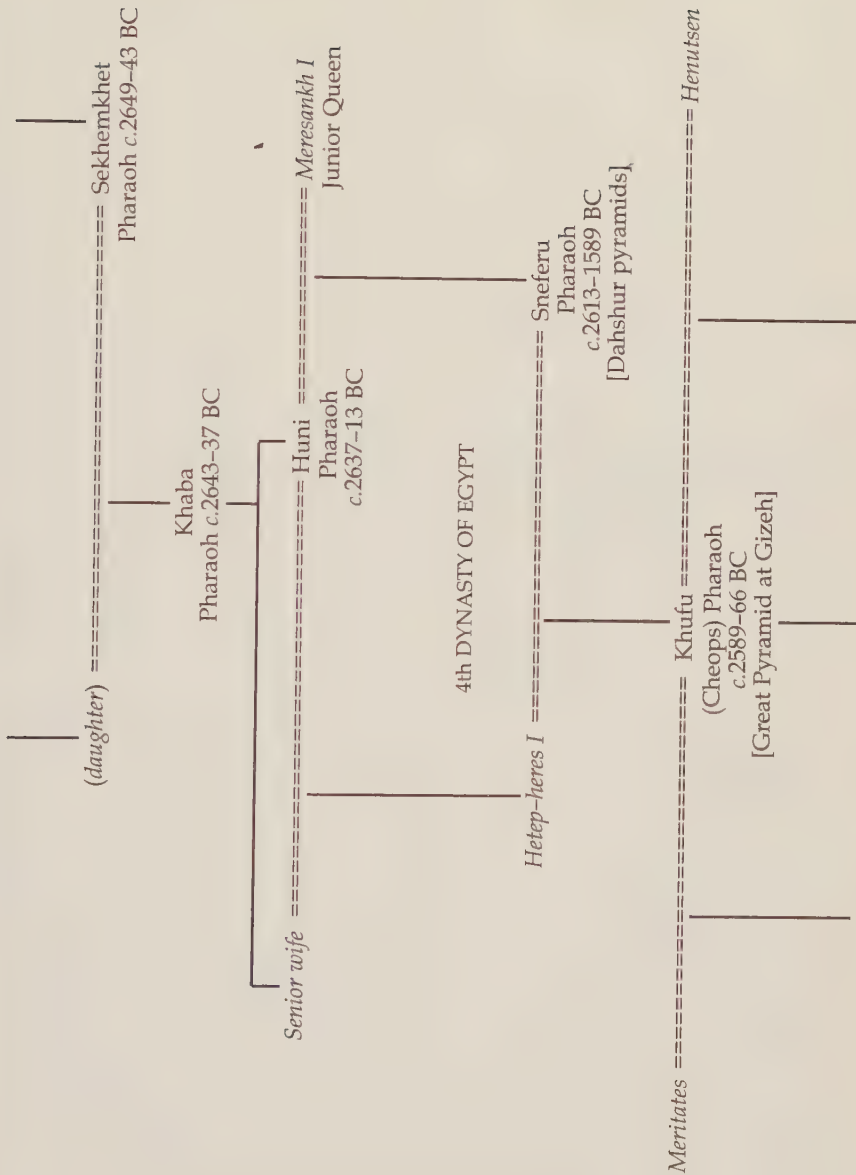 (daughter) ======================== Sekhemkhet
Pharaoh c.2649–43 BC
Khaba
Pharaoh c.2643–37 BC
Senior wife ======================== Huni ============ Meresankh I
Pharaoh
Junior Queen
c.2637–13 BC
4th DYNASTY OF EGYPT
Hetep–heres I ======================== Sneferu
Pharaoh
c.2613–1589 BC
[Dahshur pyramids]
Meritates ======================== Khufu ======================== Henutsen
(Cheops) Pharaoh
c.2589–66 BC
[Great Pyramid at Gizeh]